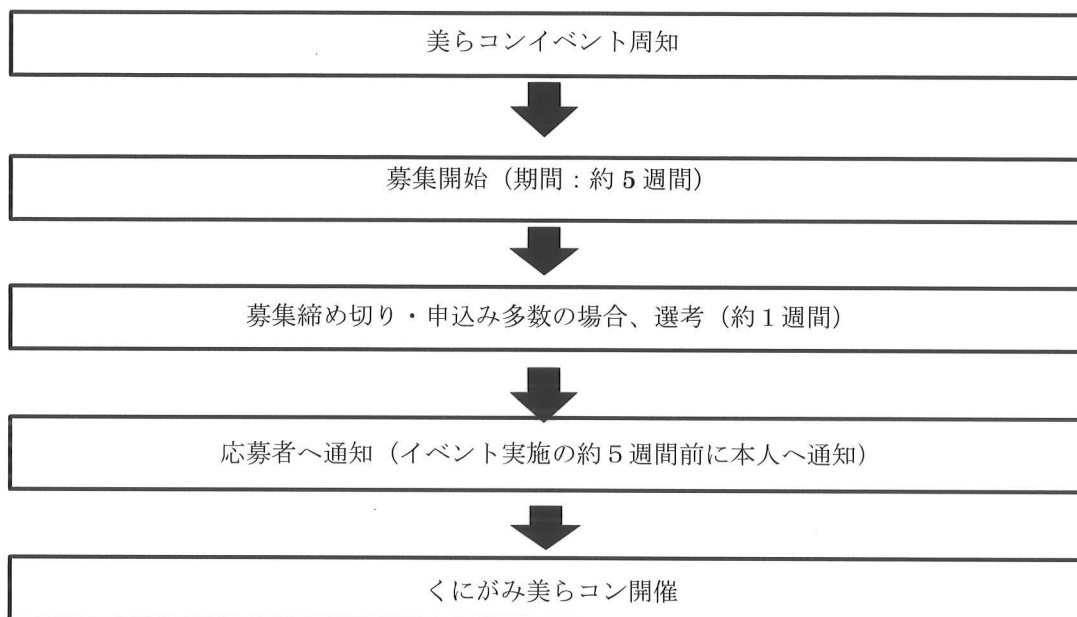 美らコンイベント周知
募集開始（期間：約5週間）
募集締め切り・申込み多数の場合、選考（約1週間）
応募者へ通知（イベント実施の約5週間前に本人へ通知）
くにがみ美らコン開催